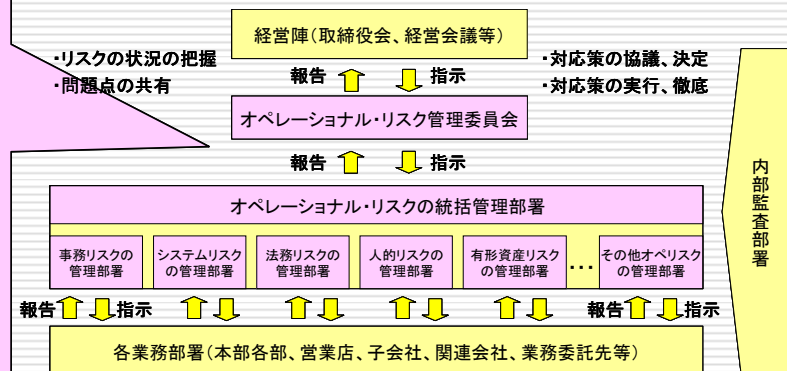 経営陣（取締役会、経営会議等）
・リスクの状況の把握
・問題点の共有
報告
指示
・対応策の協議、決定
・対応策の実行、徹底
オペレーショナル・リスク管理委員会
報告
指示
オペレーショナル・リスクの統括管理部署
事務リスクの
管理部署
システムリスク
の管理部署
法務リスクの
管理部署
人的リスクの
管理部署
有形資産リスク
の管理部署
･･･
その他オペリスク
の管理部署
報告
指示
報告
指示
各業務部署（本部各部、営業店、子会社、関連会社、業務委託先等）
内部監査部署